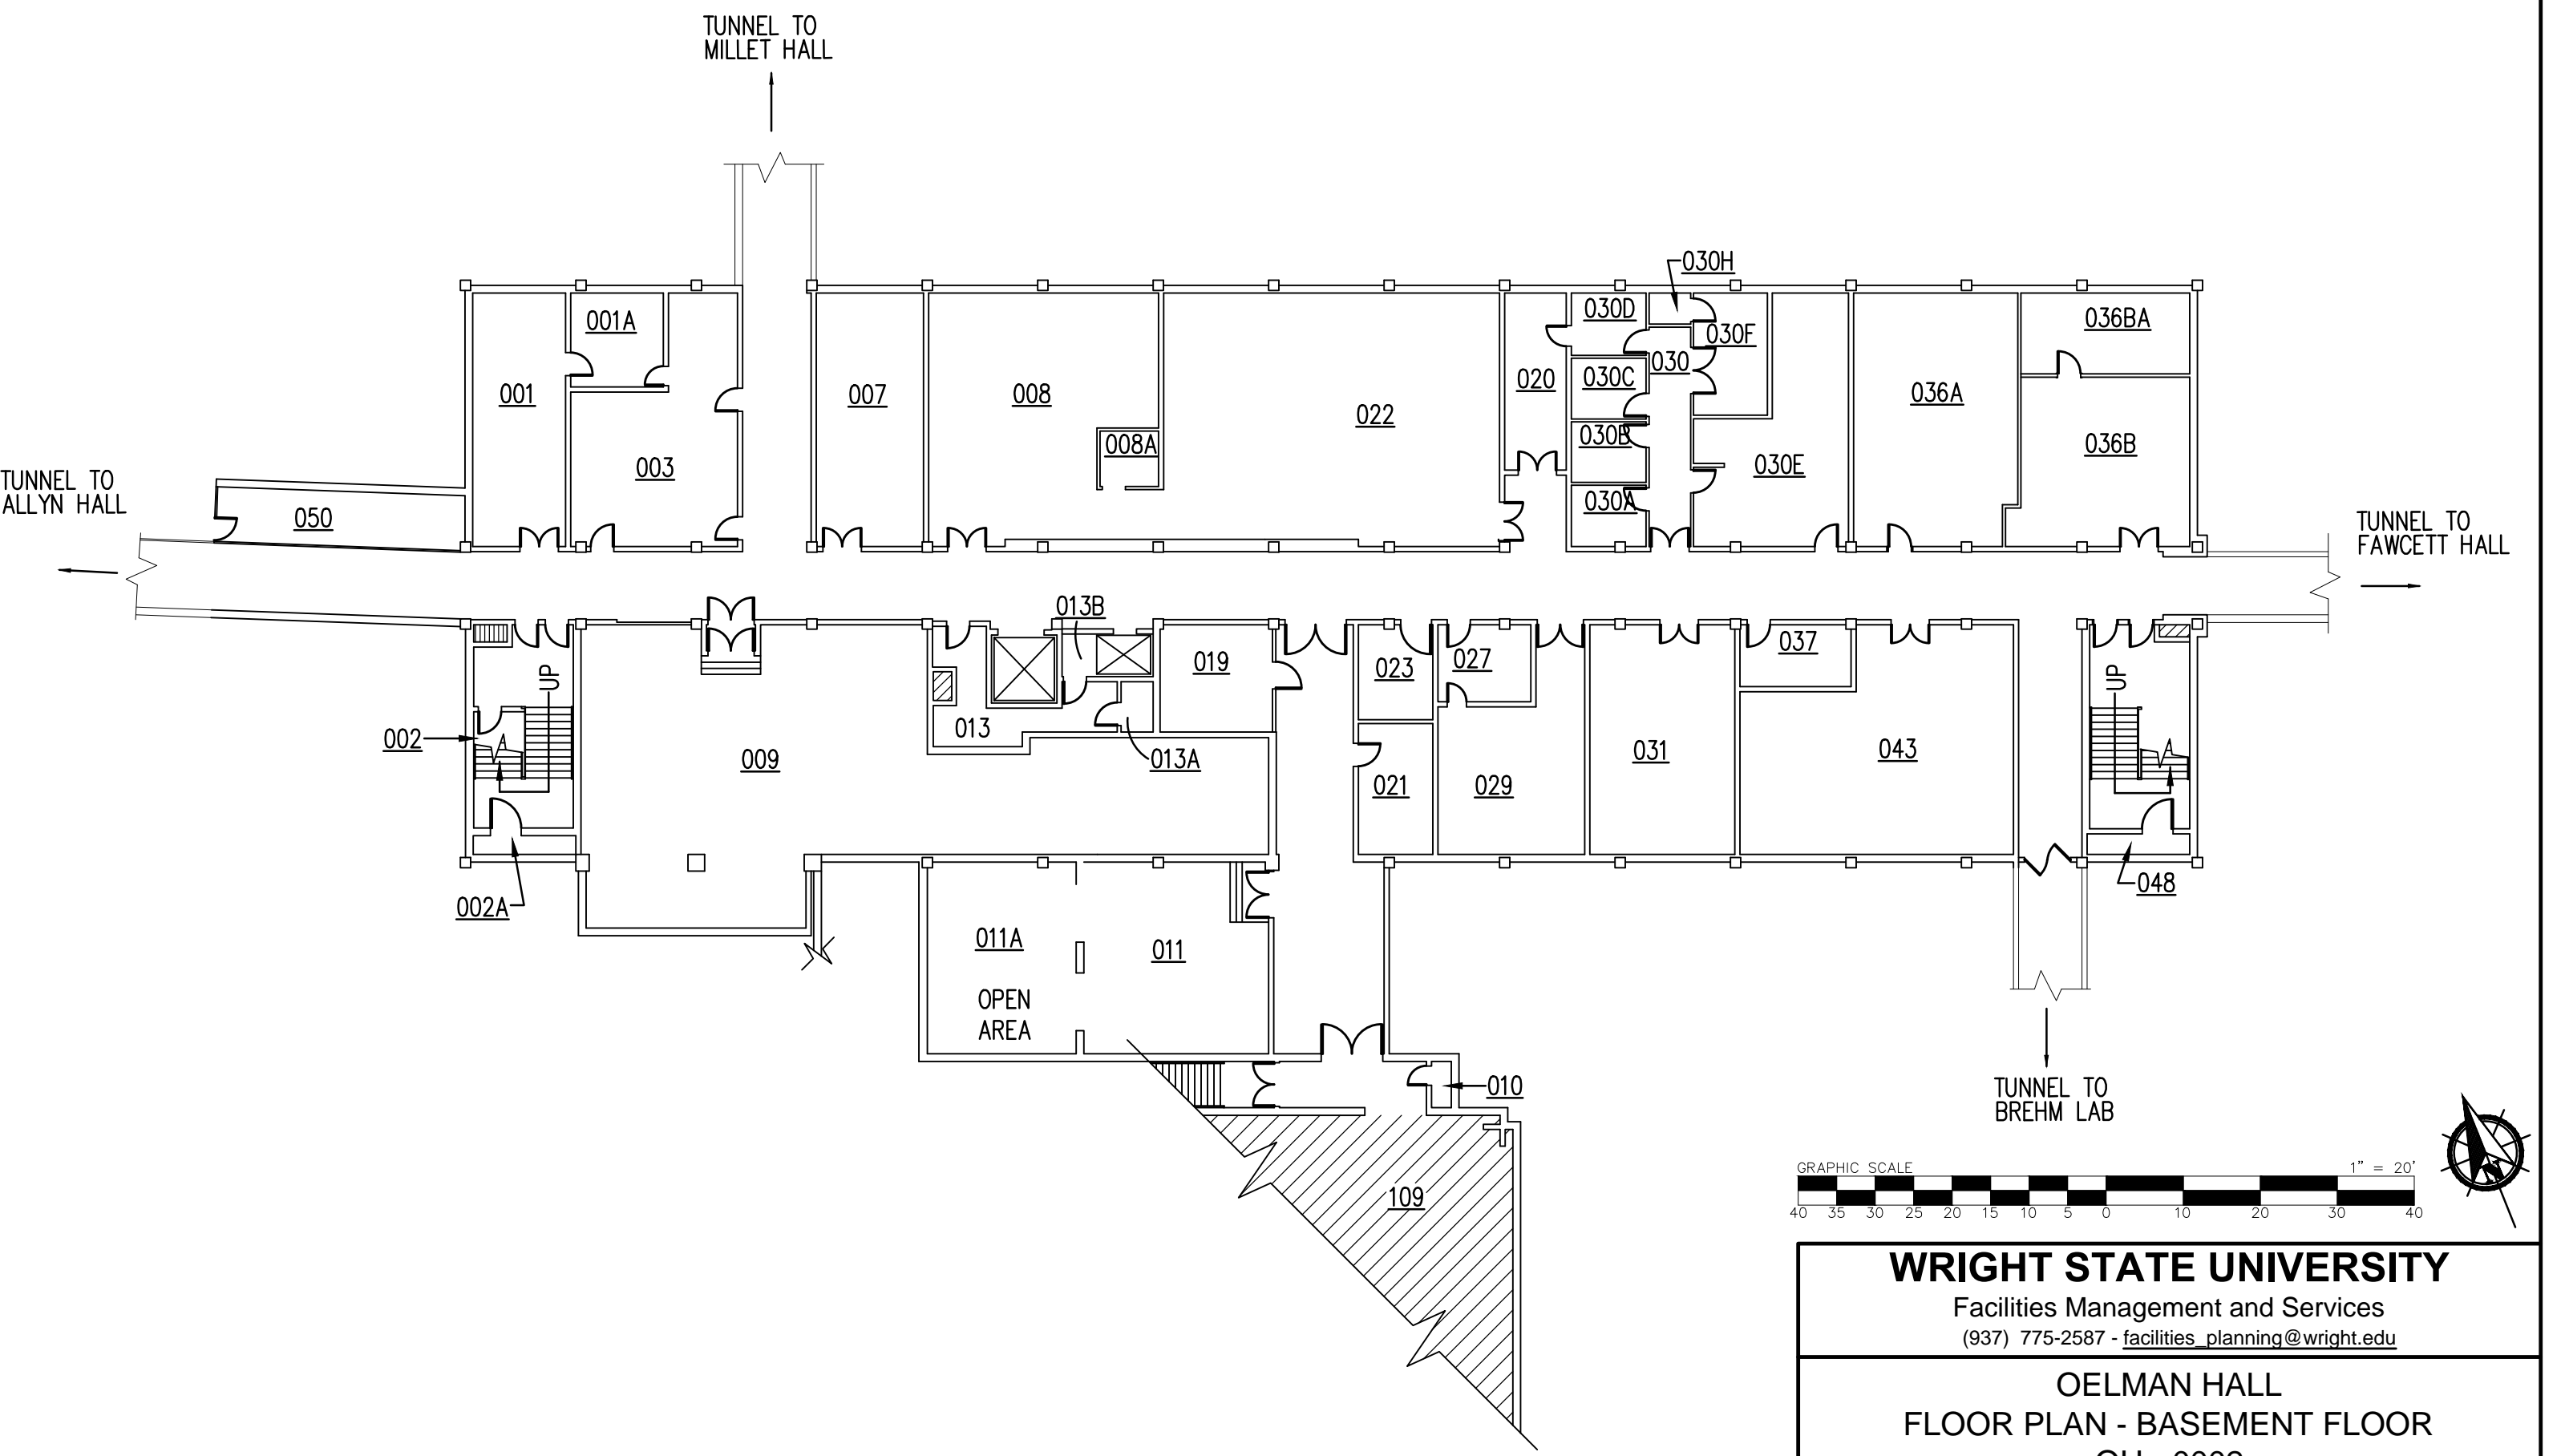 TUNNEL TO
MILLET HALL
030H
001A
030D
036BA
030F
030
001
007
008
020
030C
036A
022
008A
030B
036B
003
030E
TUNNEL TO
ALLYN HALL
050
030A
TUNNEL TO
FAWCETT HALL
013B
037
019
023
027
UP
UP
013
002
009
013A
031
043
021
029
048
002A
011A
011
OPEN
AREA
010
TUNNEL TO
BREHM LAB
GRAPHIC SCALE
1" = 20'
109
40 35 30 25 20 15 10 5 0 10 20 30 40
N
WRIGHT STATE UNIVERSITY
Facilities Management and Services
(937) 775-2587 - facilities_planning@wright.edu
OELMAN HALL
FLOOR PLAN - BASEMENT FLOOR